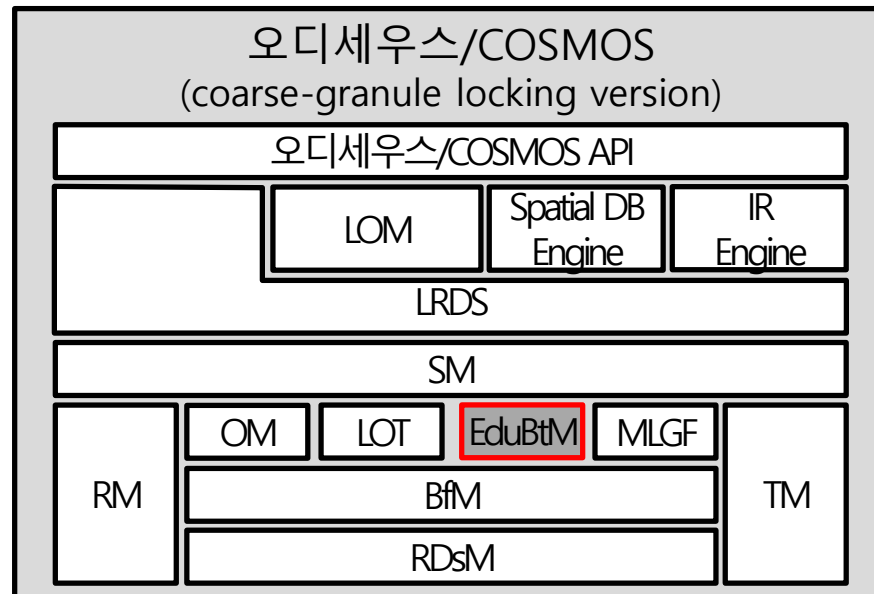 오디세우스/COSMOS
(coarse-granule locking version)
오디세우스/COSMOS API
LOM
Spatial DB
Engine
IR
Engine
LRDS
SM
RM
OM
LOT
EduBtM
MLGF
TM
BfM
RDsM